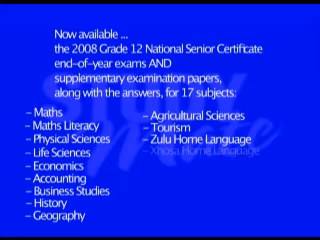 Now available ...
the 2008 Grade 12 National Senior Certificate
end-of-year exams AND
supplementary examination papers,
along with the answers, for 17 subjects:
- Maths
- Maths Literacy
- Physical Sciences
- Life Sciences
- Economics
- Accounting
- Business Studies
- History
- Geography
- Agricultural Sciences
- Tourism
- Zulu Home Language
- Xhosa Home Language